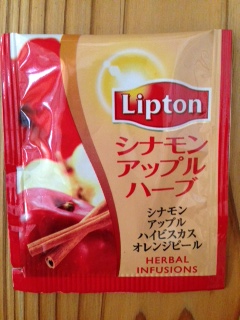 Lipton
シナモン
アップル
ハーブ
シナモン
アップル
ハイビスカス
オレンジピール
HERBAL
INFUSIONS